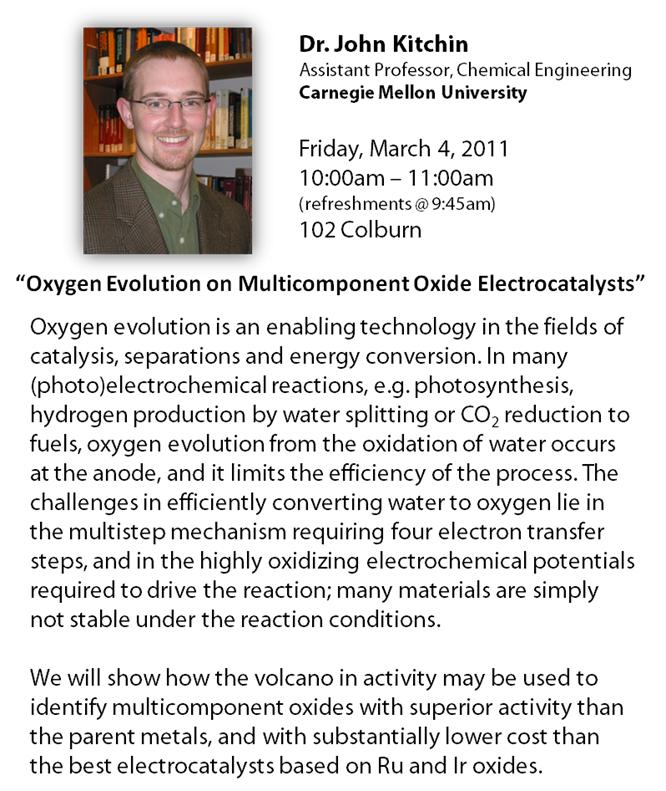 Dr. John Kitchin
Assistant Professor, Chemical Engineering
Carnegie Mellon University
Friday, March 4, 2011
10:00am – 11:00am
(refreshments @ 9:45am)
102 Colburn
“Oxygen Evolution on Multicomponent Oxide Electrocatalysts”
Oxygen evolution is an enabling technology in the fields of
catalysis, separations and energy conversion. In many
(photo)electrochemical reactions, e.g. photosynthesis,
hydrogen production by water splitting or CO₂ reduction to
fuels, oxygen evolution from the oxidation of water occurs
at the anode, and it limits the efficiency of the process. The
challenges in efficiently converting water to oxygen lie in
the multistep mechanism requiring four electron transfer
steps, and in the highly oxidizing electrochemical potentials
required to drive the reaction; many materials are simply
not stable under the reaction conditions.
We will show how the volcano in activity may be used to
identify multicomponent oxides with superior activity than
the parent metals, and with substantially lower cost than
the best electrocatalysts based on Ru and Ir oxides.